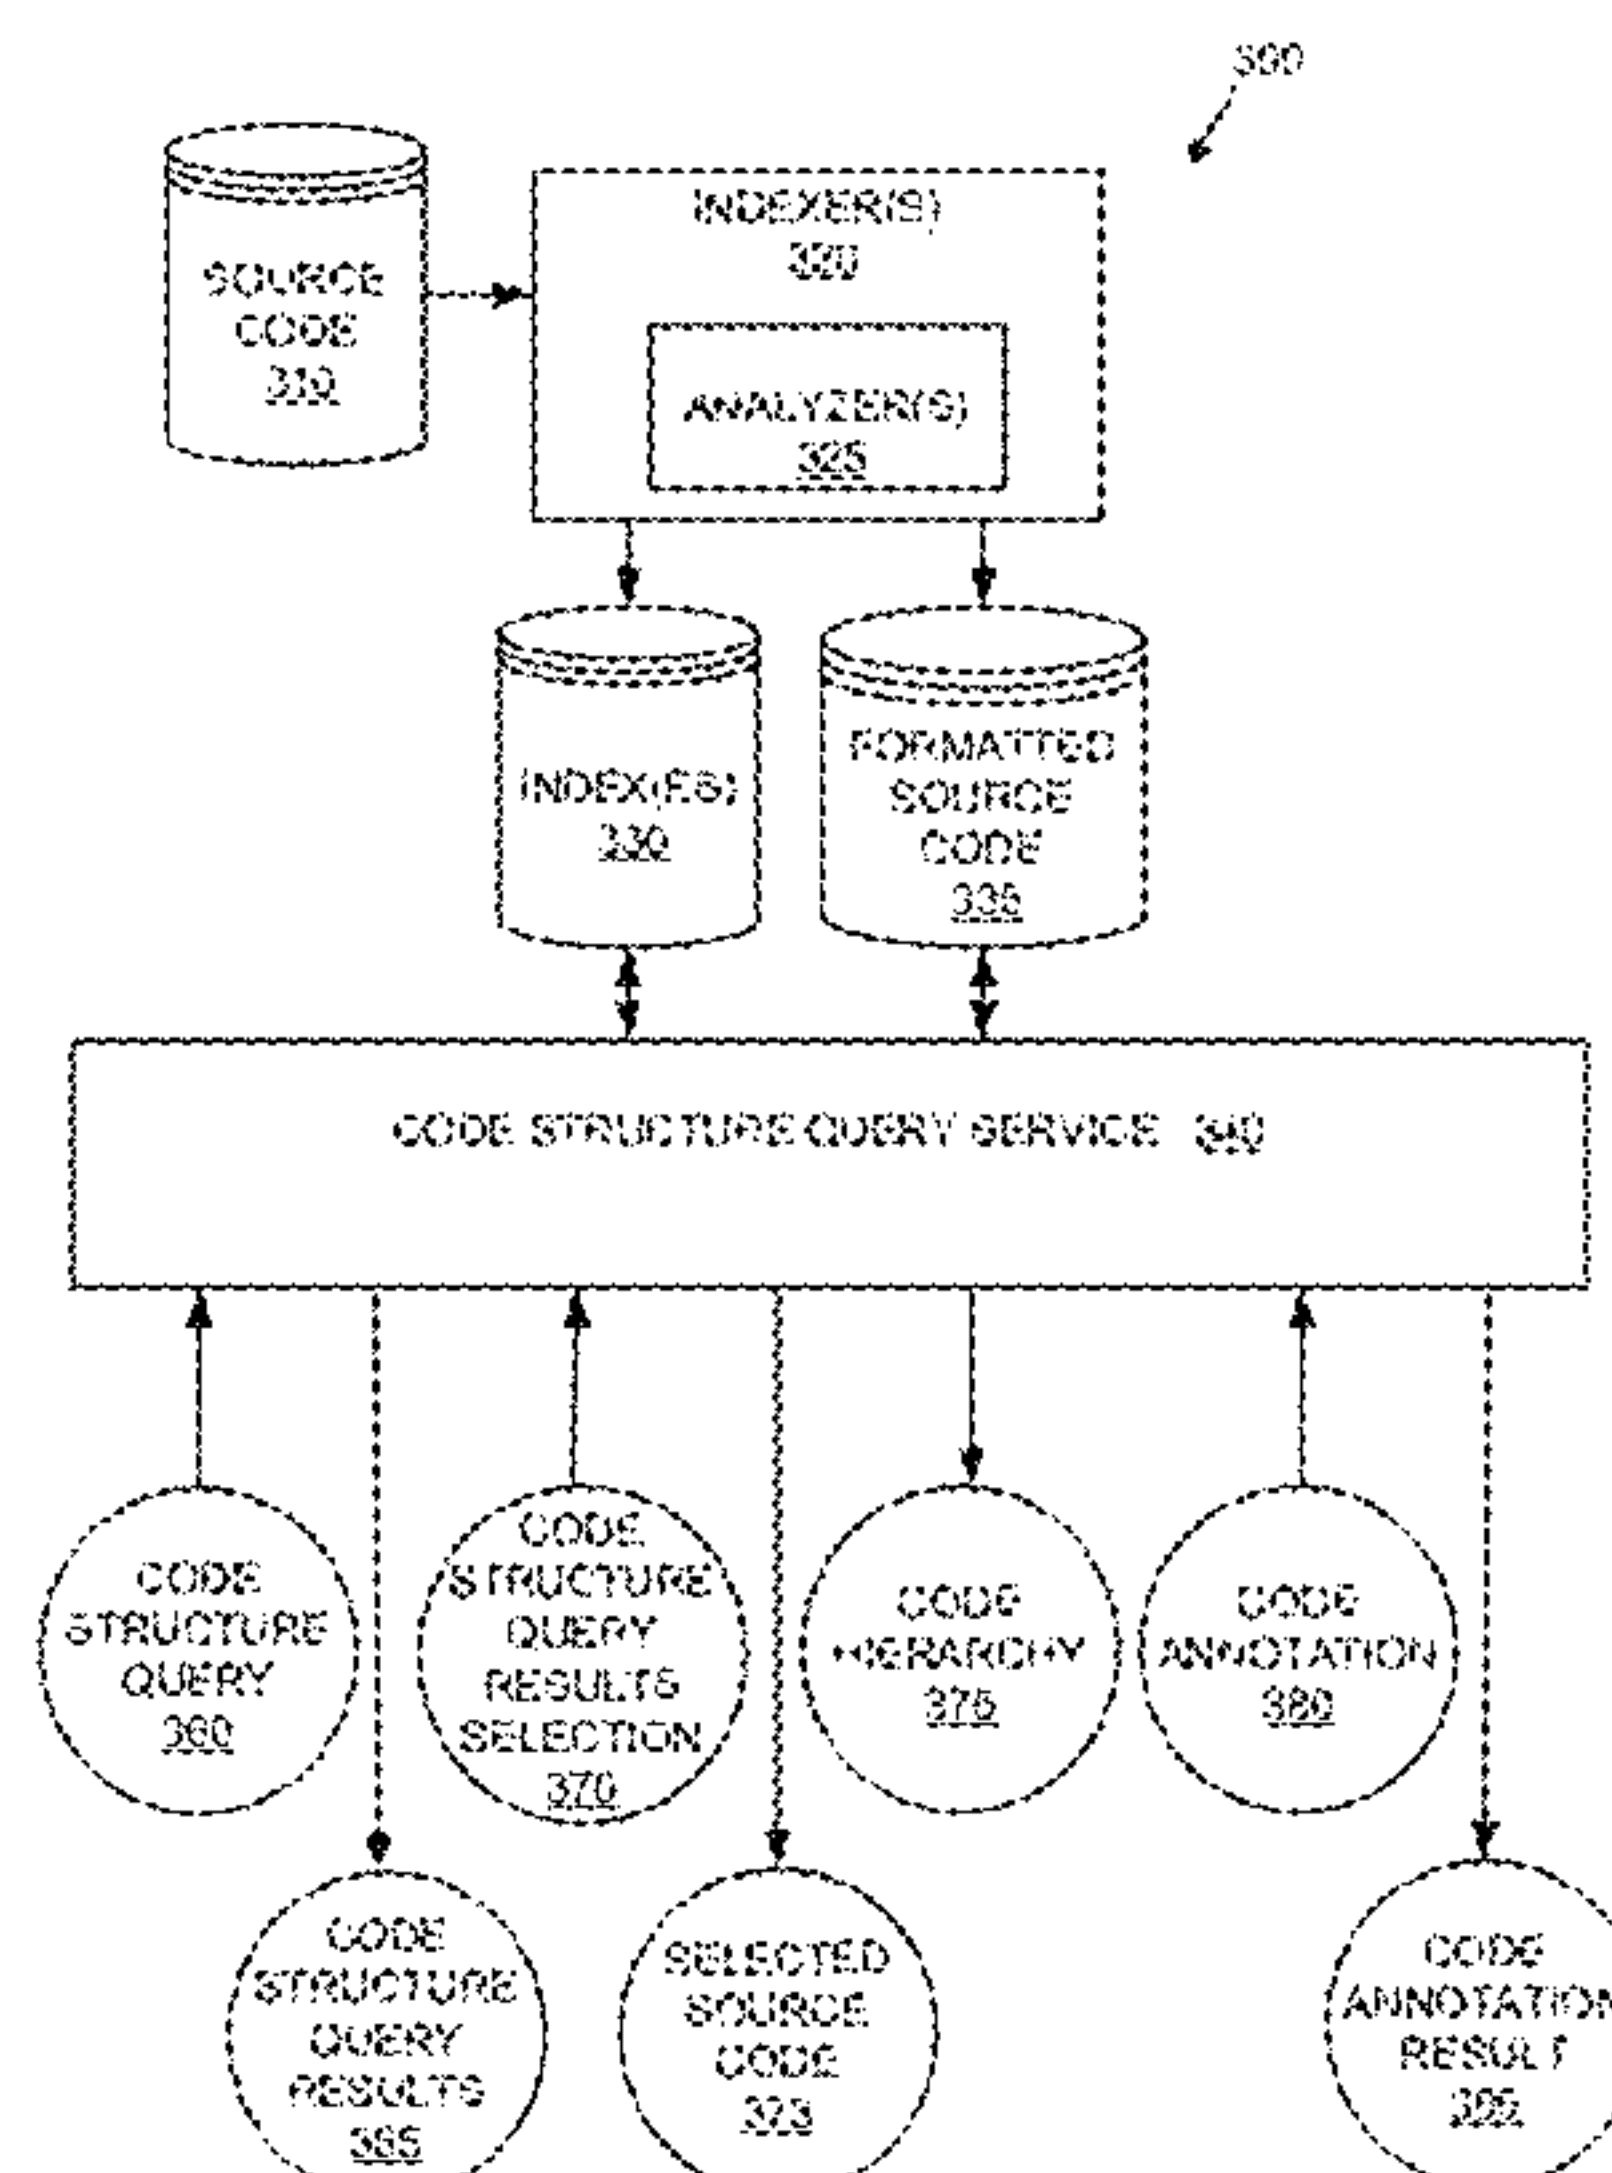 300
SOURCE
CODE
310
INDEXER(S)
320
ANALYZER(S)
325
INDEX(ES)
330
FORMATTED
SOURCE
CODE
335
CODE STRUCTURE QUERY SERVICE 340
CODE
STRUCTURE
QUERY
360
CODE
STRUCTURE
QUERY
RESULTS
SELECTION
370
CODE
HIERARCHY
375
CODE
ANNOTATION
380
CODE
STRUCTURE
QUERY
RESULTS
365
SELECTED
SOURCE
CODE
373
CODE
ANNOTATION
RESULT